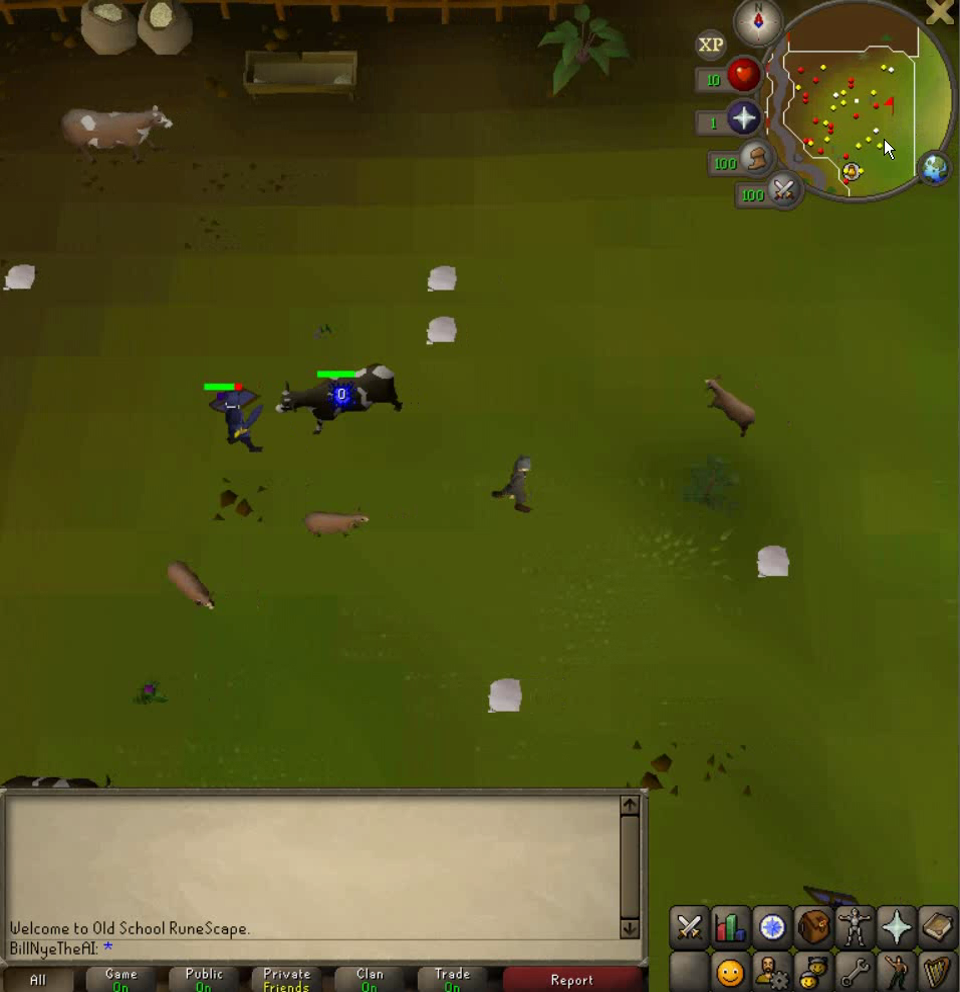 N
XP
10
1
100
100
0
Welcome to Old School RuneScape.
BillNyeTheAI: *
All
Game
On
Public
On
Private
Friends
Clan
On
Trade
On
Report